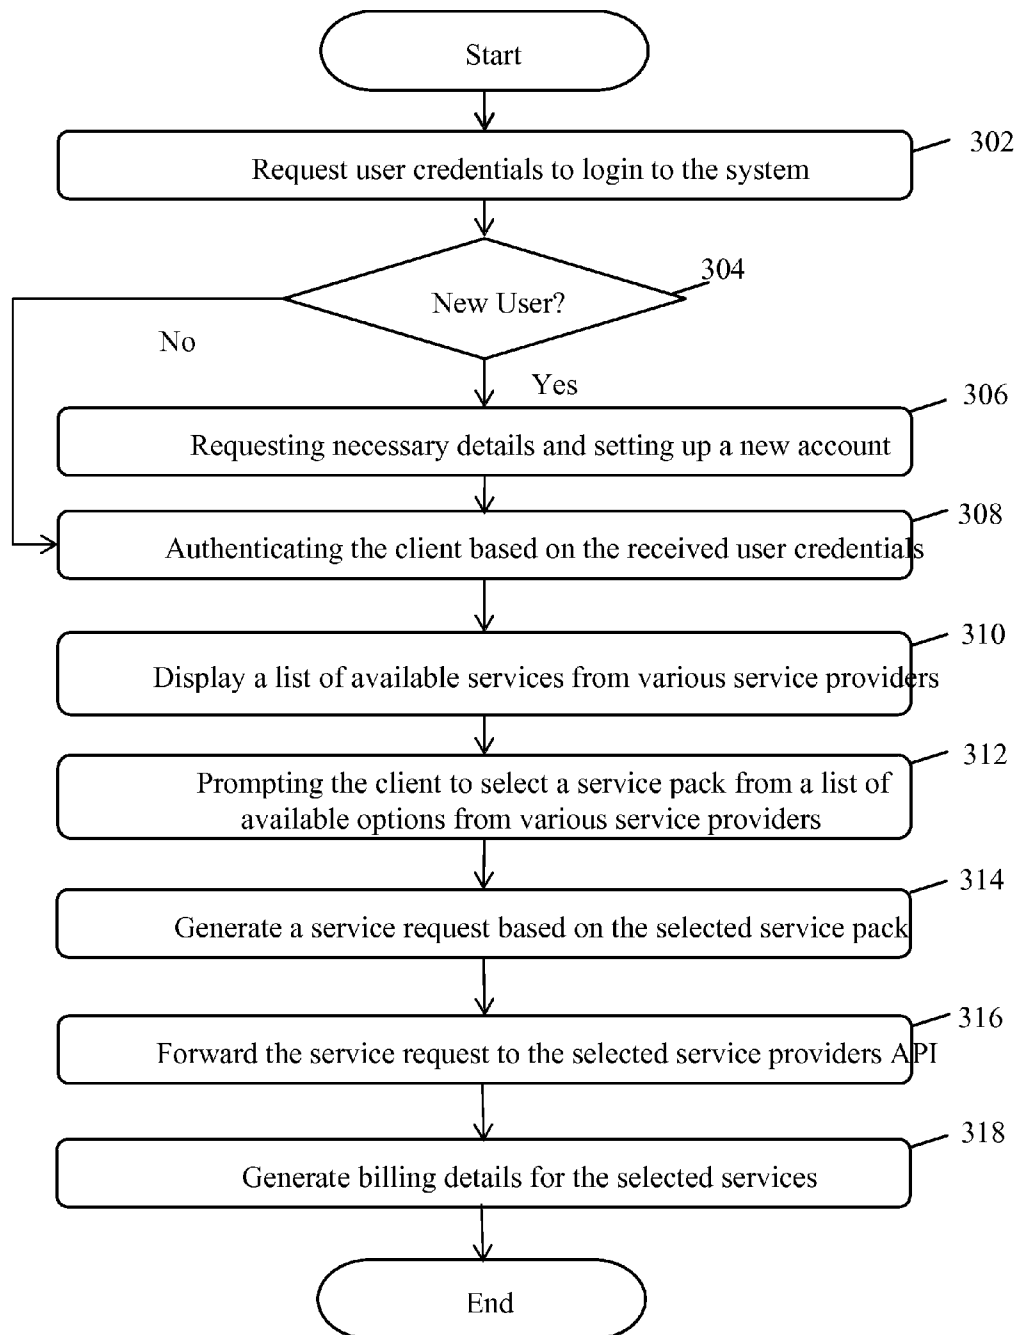 Start
302
Request user credentials to login to the system
304
New User?
No
Yes
306
Requesting necessary details and setting up a new account
308
Authenticating the client based on the received user credentials
310
Display a list of available services from various service providers
312
Prompting the client to select a service pack from a list of
available options from various service providers
314
Generate a service request based on the selected service pack
316
Forward the service request to the selected service providers API
318
Generate billing details for the selected services
End